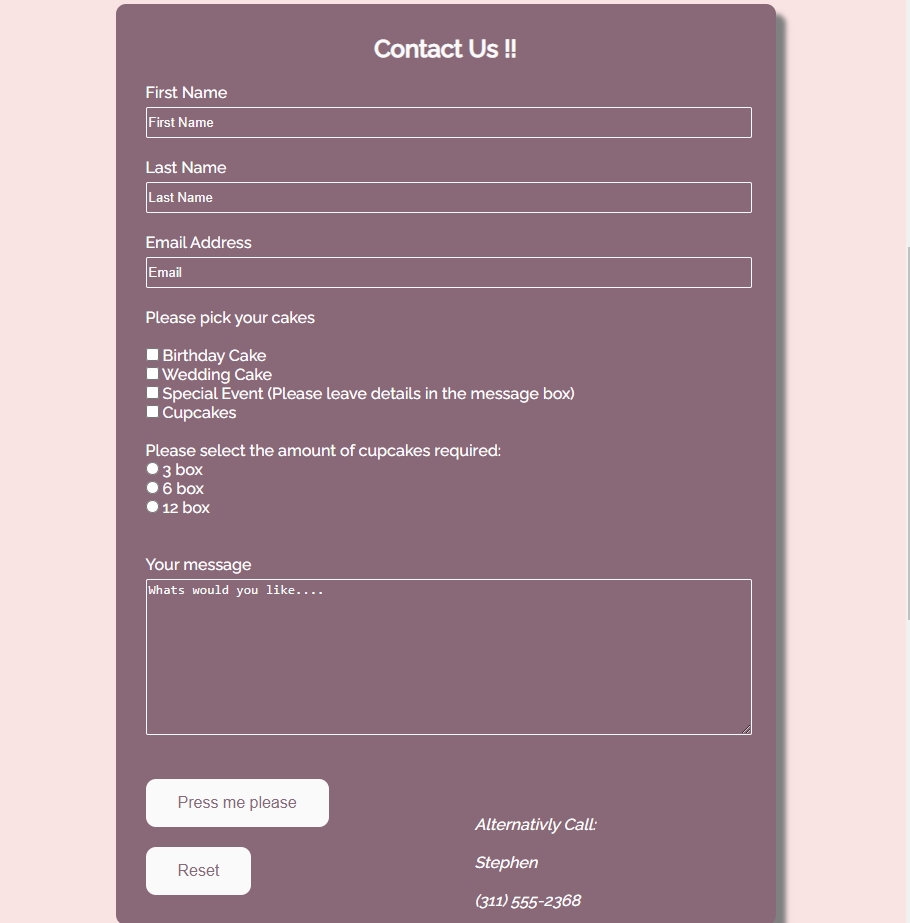 Contact Us !!
First Name
First Name
Last Name
Last Name
Email Address
Email
Please pick your cakes
Birthday Cake
Wedding Cake
Special Event (Please leave details in the message box)
Cupcakes
Please select the amount of cupcakes required:
3 box
6 box
12 box
Your message
Whats would you like....
Press me please
Alternativly Call:
Stephen
Reset
(311) 555-2368